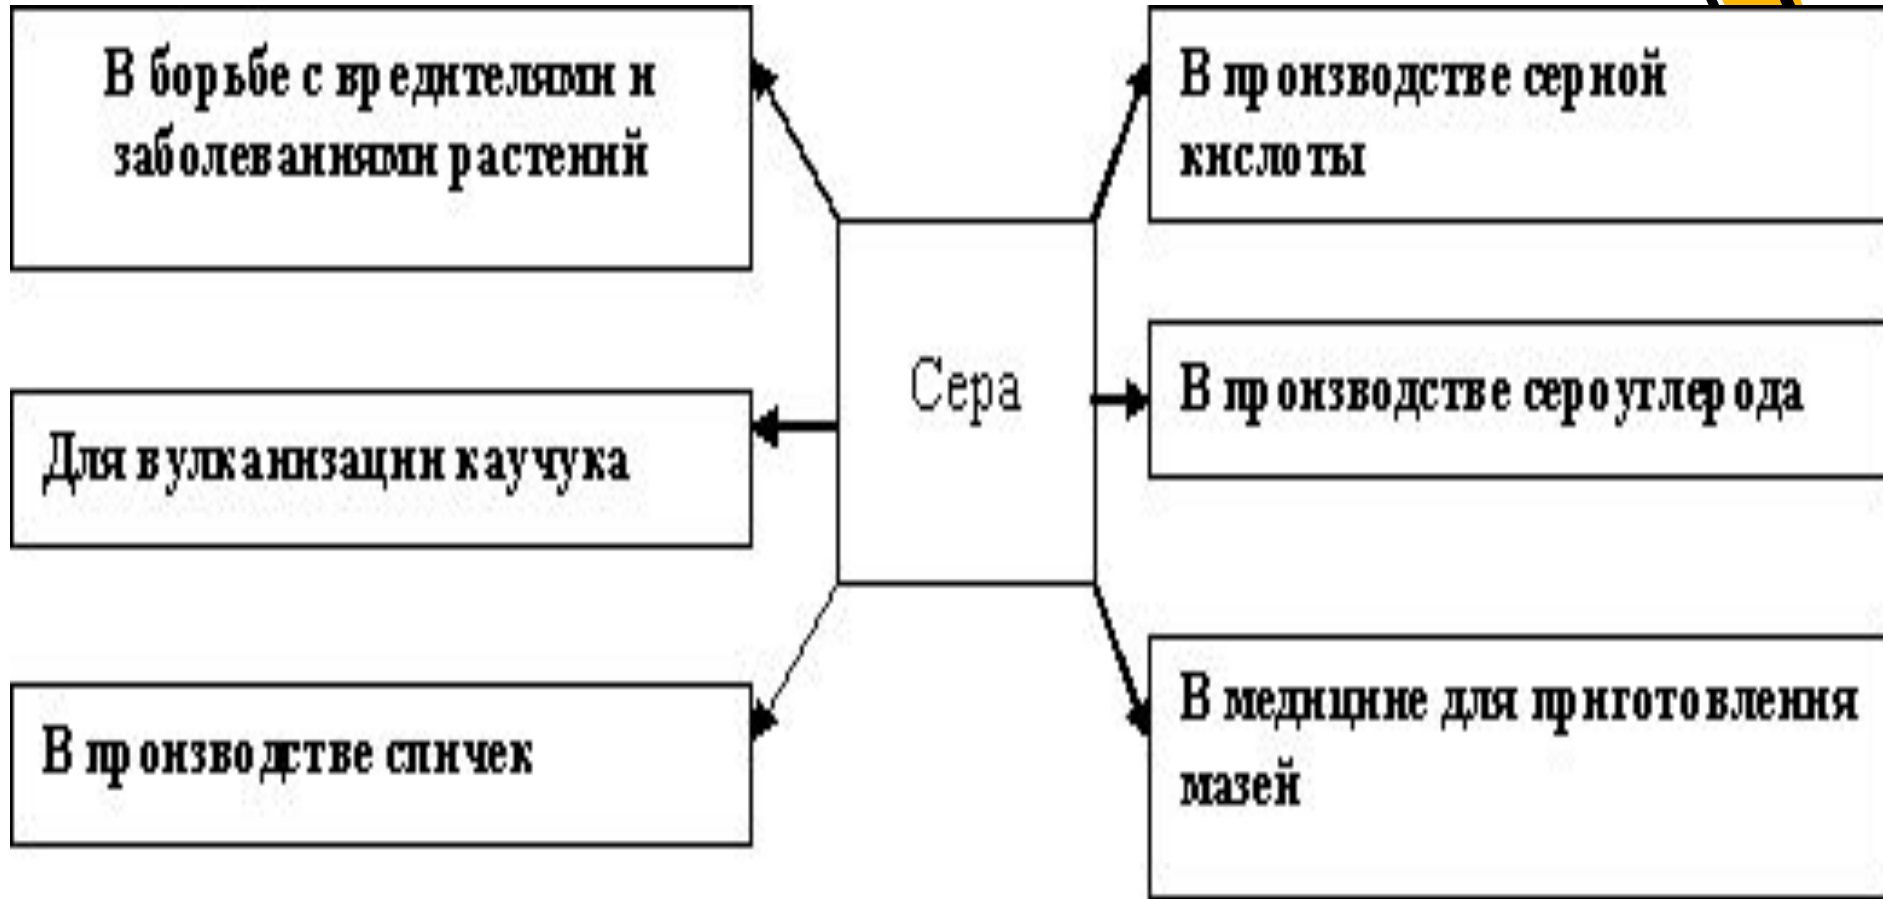 В борьбе с вредителями и
заболеваниями растений
Для вулканизации каучука
В производстве спичек
Сера
В производстве серной
кислоты
В производстве сероуглерода
В медицине для приготовления
мазей